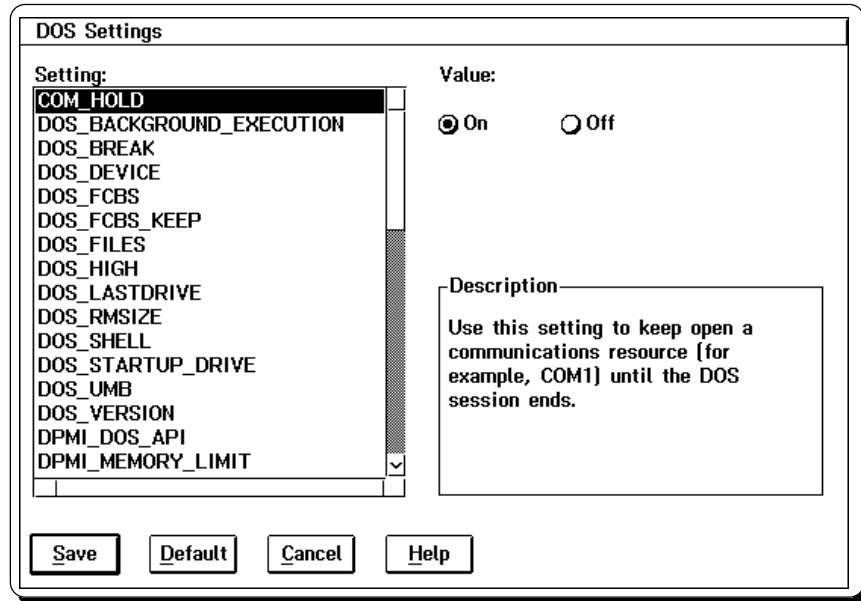 DOS Settings
Setting:
COM_HOLD
DOS_BACKGROUND_EXECUTION
DOS_BREAK
DOS_DEVICE
DOS_FCBS
DOS_FCBS_KEEP
DOS_FILES
DOS_HIGH
DOS_LASTDRIVE
DOS_RMSIZE
DOS_SHELL
DOS_STARTUP_DRIVE
DOS_UMB
DOS_VERSION
DPMI_DOS_API
DPMI_MEMORY_LIMIT
Value:
On Off
Description
Use this setting to keep open a
communications resource (for
example, COM1) until the DOS
session ends.
Save Default Cancel Help